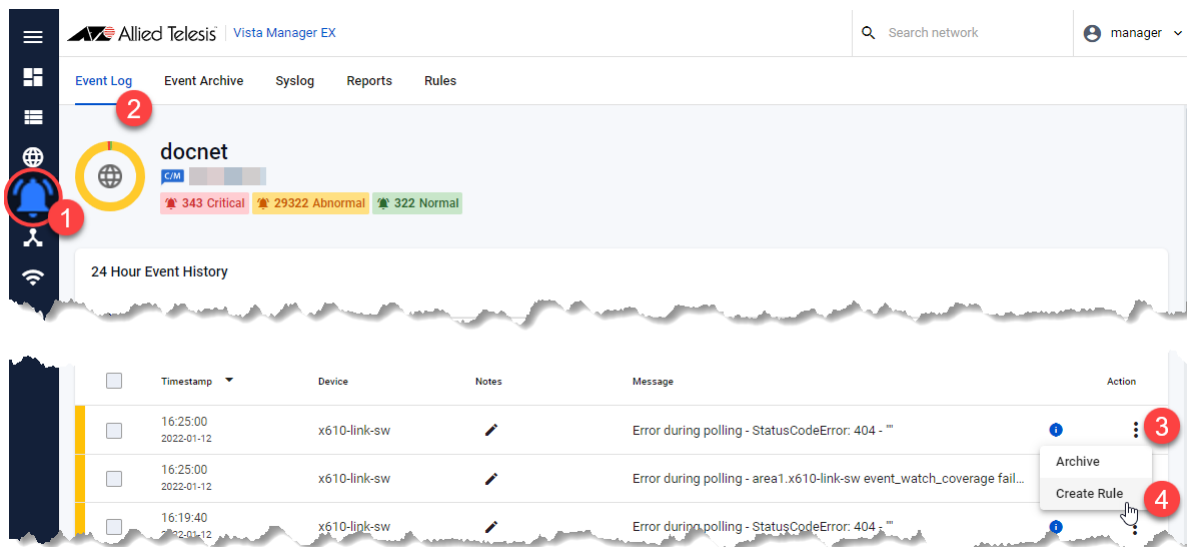 Allied Telesis Vista Manager EX
Search network
manager
Event Log Event Archive Syslog Reports Rules
2
docnet
C/M
343 Critical 29322 Abnormal 322 Normal
1
24 Hour Event History
Timestamp Device Notes Message Action
16:25:00
2022-01-12
x610-link-sw
Error during polling - StatusCodeError: 404 - ""
3
Archive
16:25:00
2022-01-12
x610-link-sw
Error during polling - area1.x610-link-sw event_watch_coverage fail...
Create Rule
4
16:19:40
2022-01-12
x610-link-sw
Error during polling - StatusCodeError: 404 - ""